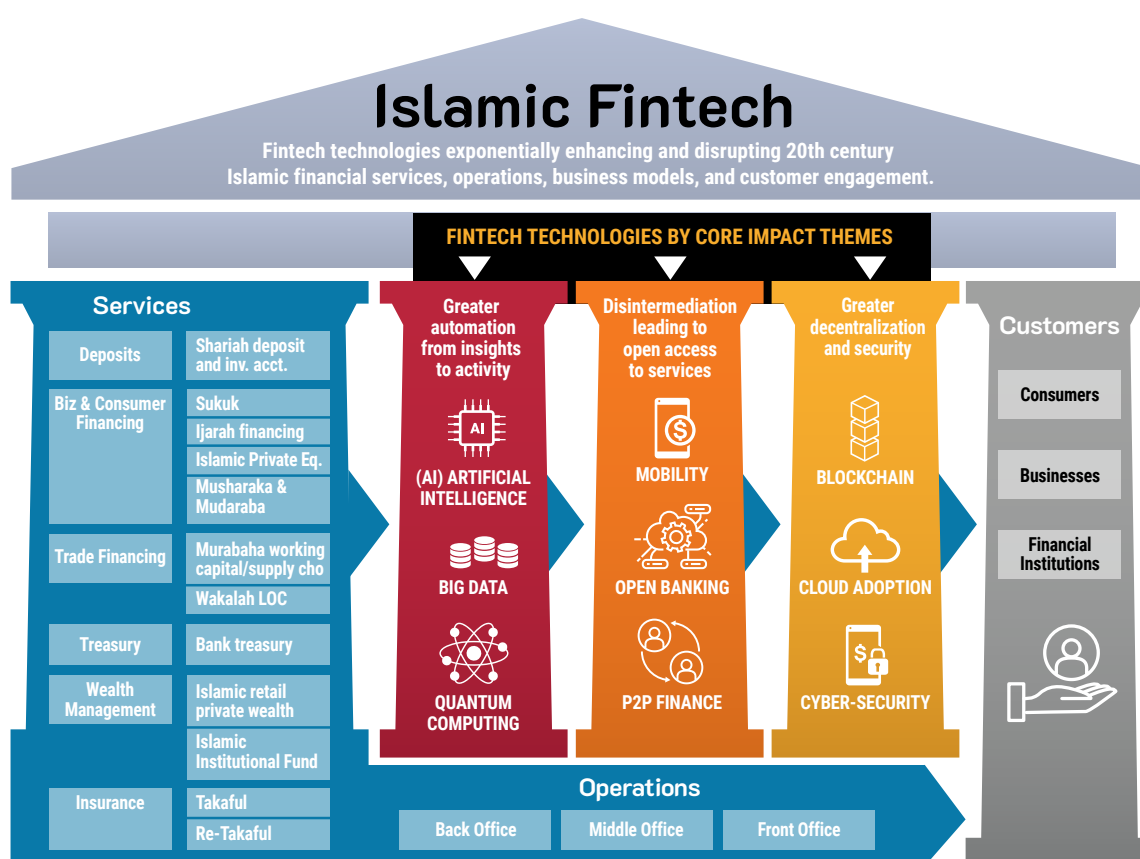 Islamic Fintech
Fintech technologies exponentially enhancing and disrupting 20th century
Islamic financial services, operations, business models, and customer engagement.
FINTECH TECHNOLOGIES BY CORE IMPACT THEMES
Services
Deposits
Shariah deposit
and inv. acct.
Biz & Consumer
Financing
Sukuk
Ijarah financing
Islamic Private Eq.
Musharaka &
Mudaraba
Trade Financing
Murabaha working
capital/supply cho
Wakalah LOC
Treasury
Bank treasury
Wealth
Management
Islamic retail
private wealth
Islamic
Institutional Fund
Insurance
Takaful
Re-Takaful
Greater
automation
from insights
to activity
AI
(AI) ARTIFICIAL
INTELLIGENCE
BIG DATA
QUANTUM
COMPUTING
Disintermediation
leading to
open access
to services
$
MOBILITY
OPEN BANKING
P2P FINANCE
Greater
decentralization
and security
BLOCKCHAIN
CLOUD ADOPTION
$
CYBER-SECURITY
Customers
Consumers
Businesses
Financial
Institutions
Operations
Back Office
Middle Office
Front Office